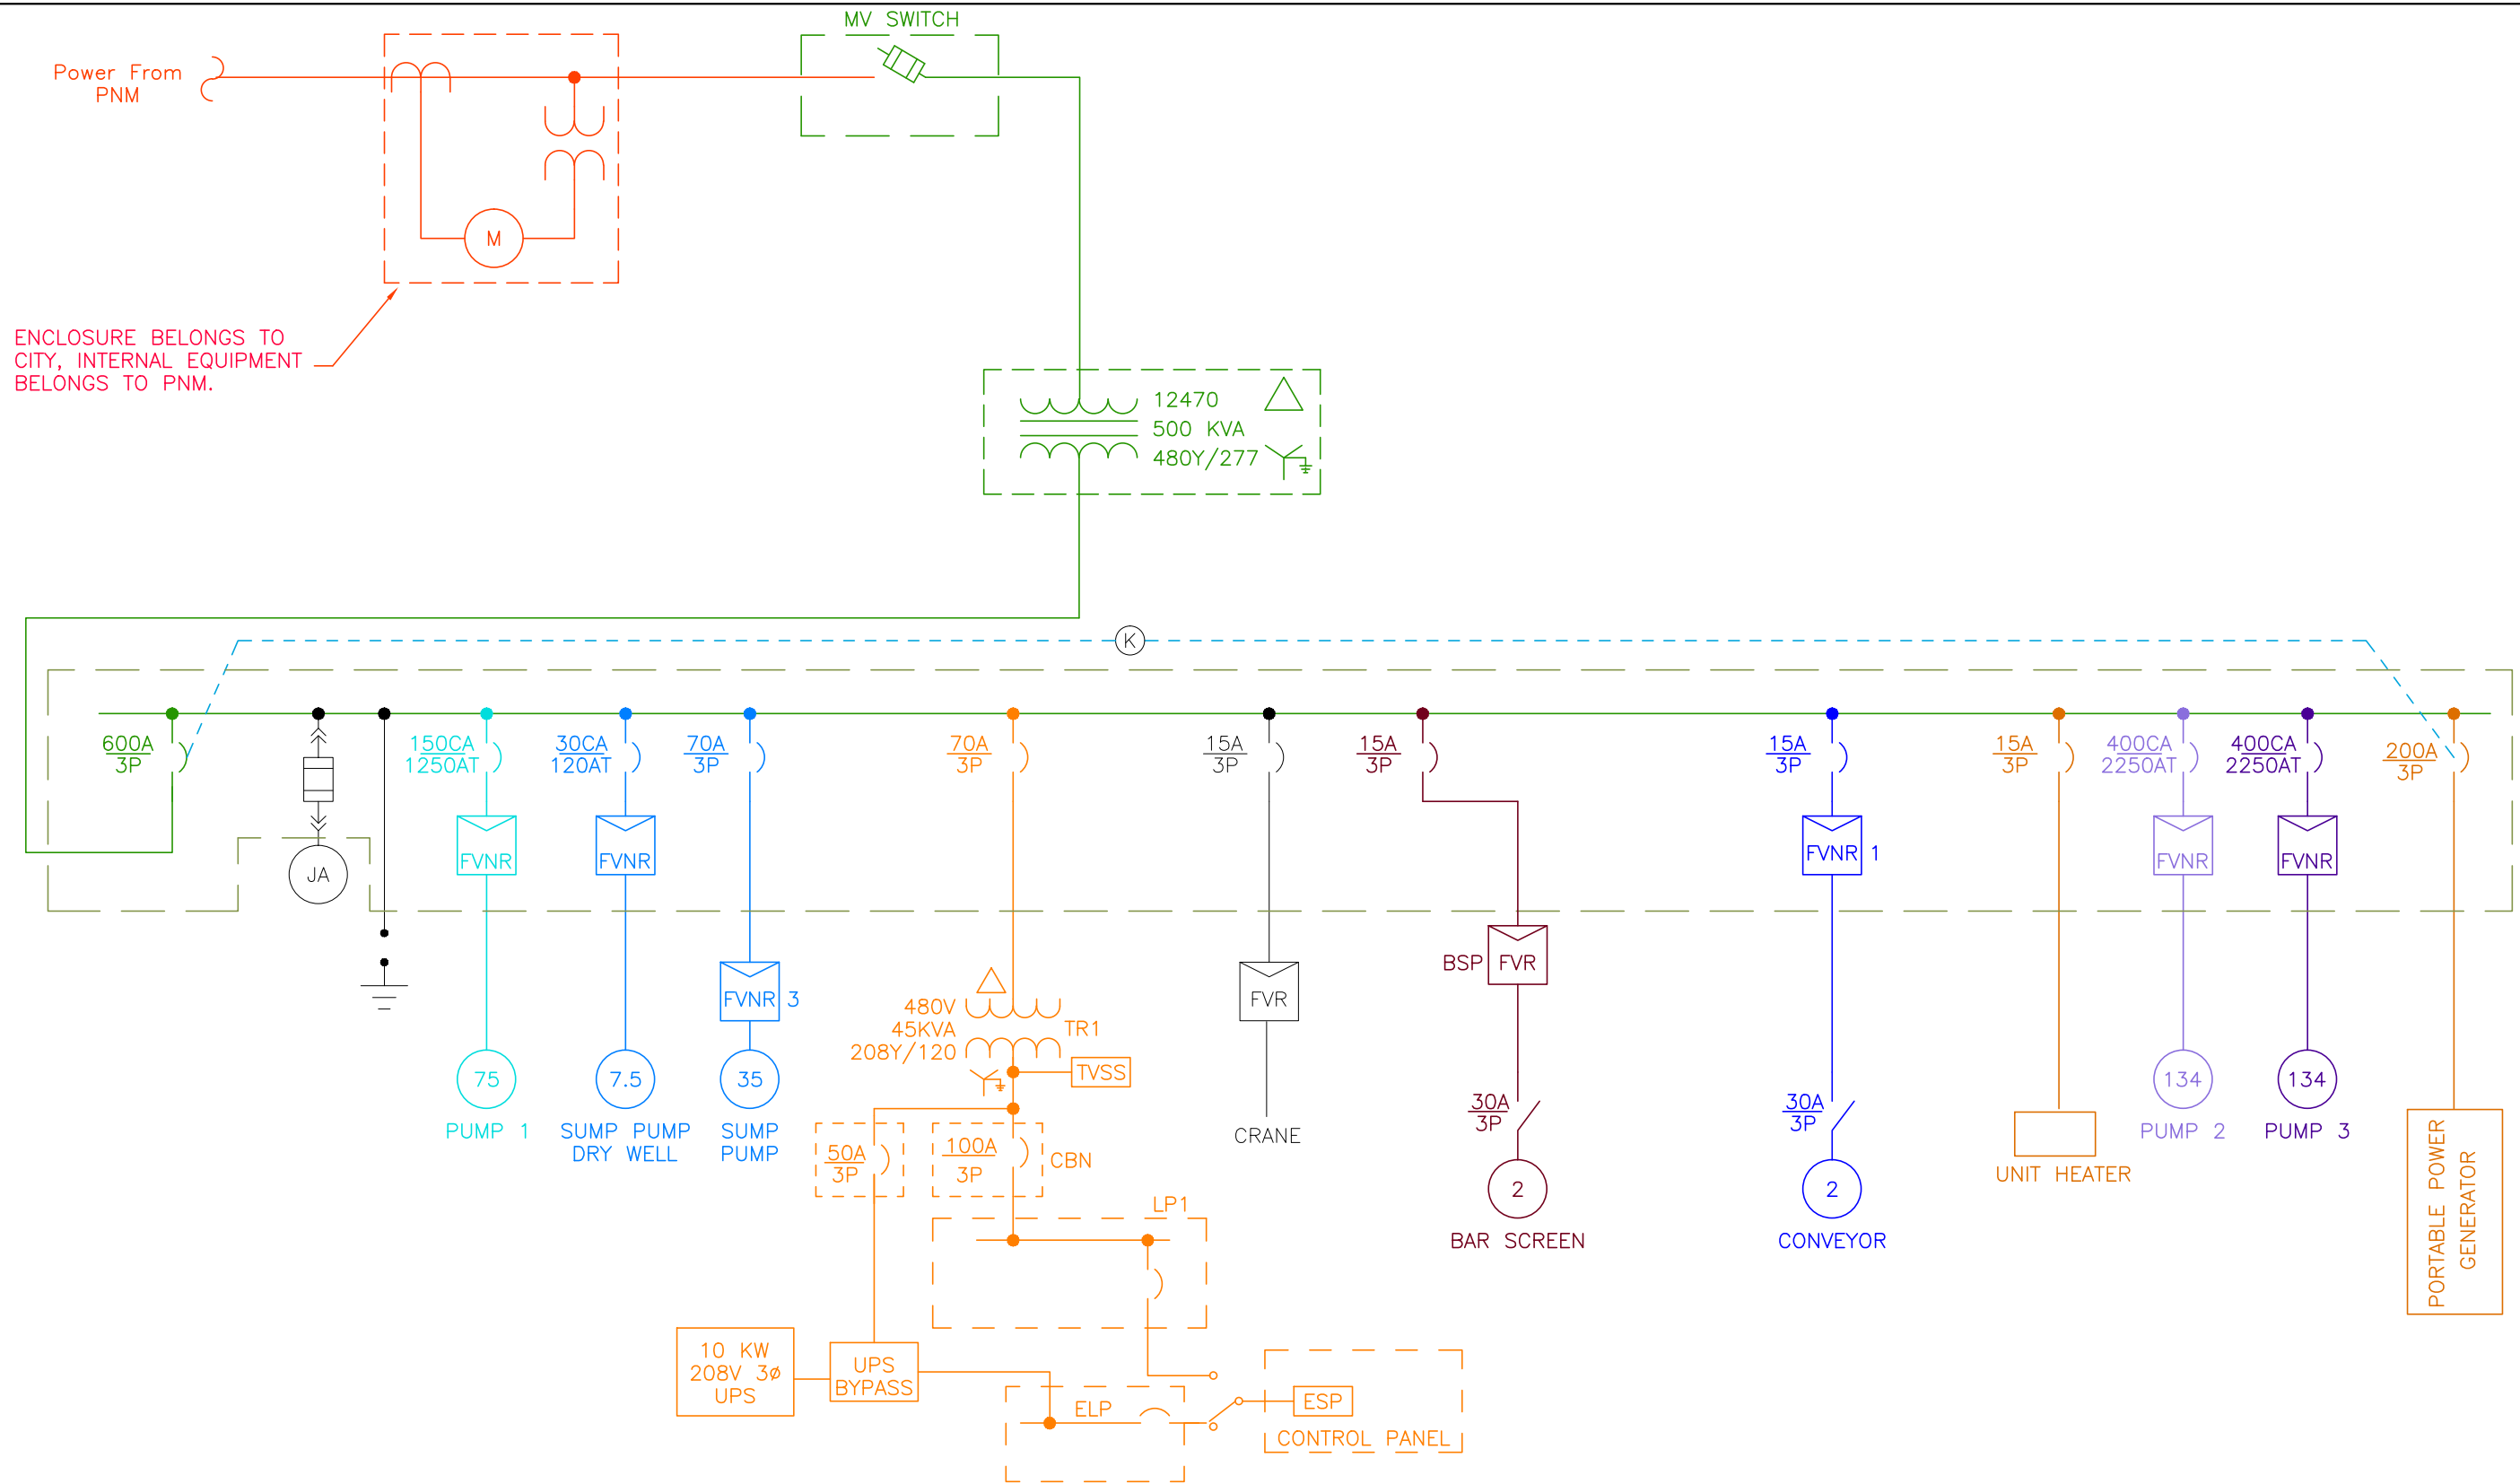 MV SWITCH
Power From
PNM
M
ENCLOSURE BELONGS TO
CITY, INTERNAL EQUIPMENT
BELONGS TO PNM.
12470
500 KVA
480Y/277
K
600A
3P
150CA
1250AT
30CA
120AT
70A
3P
70A
3P
15A
3P
15A
3P
15A
3P
15A
3P
400CA
2250AT
400CA
2250AT
200A
3P
JA
FVNR
FVNR
FVNR 1
FVNR
FVNR
FVNR 3
FVR
BSP FVR
480V
45KVA
208Y/120
TR1
TVSS
75
PUMP 1
7.5
SUMP PUMP
DRY WELL
35
SUMP
PUMP
CRANE
30A
3P
2
BAR SCREEN
30A
3P
2
CONVEYOR
UNIT HEATER
134
PUMP 2
134
PUMP 3
PORTABLE POWER
GENERATOR
50A
3P
100A
3P
CBN
LP1
10 KW
208V 3ø
UPS
UPS
BYPASS
ELP
ESP
CONTROL PANEL